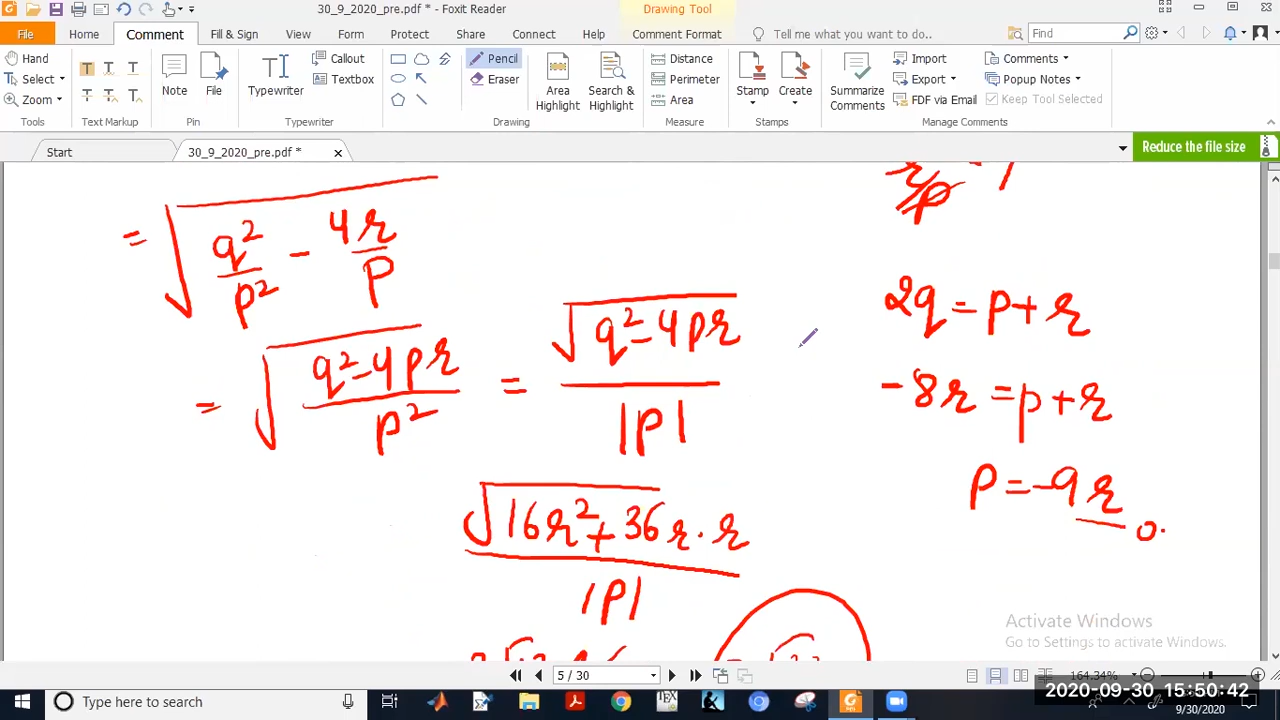 30_9_2020_pre.pdf * - Foxit Reader
Drawing Tool
File Home Comment Fill & Sign View Form Protect Share Connect Help Comment Format Tell me what you want to do.. Find
Hand
Select
Zoom
Tools
T T T
T T T
Text Markup
Note
File
Pin
Typewriter
Callout
Textbox
Typewriter
Pencil
Eraser
Area Highlight
Search & Highlight
Drawing
Distance
Perimeter
Area
Measure
Stamp
Create
Stamps
Summarize Comments
Import
Export
FDF via Email
Comments
Popup Notes
Keep Tool Selected
Manage Comments
Start
30_9_2020_pre.pdf *
Reduce the file size
= √(q²/p² - 4r/p)
= √((q²-4pr)/p²) = √(q²-4pr)/|p|
√(16r²+36r·r)/|p|
2q = p+r
-8r = p+r
p = -9r
0.
Activate Windows
Go to Settings to activate Windows.
5 / 30
164.34%
Type here to search
2020-09-30 15:50:42
9/30/2020